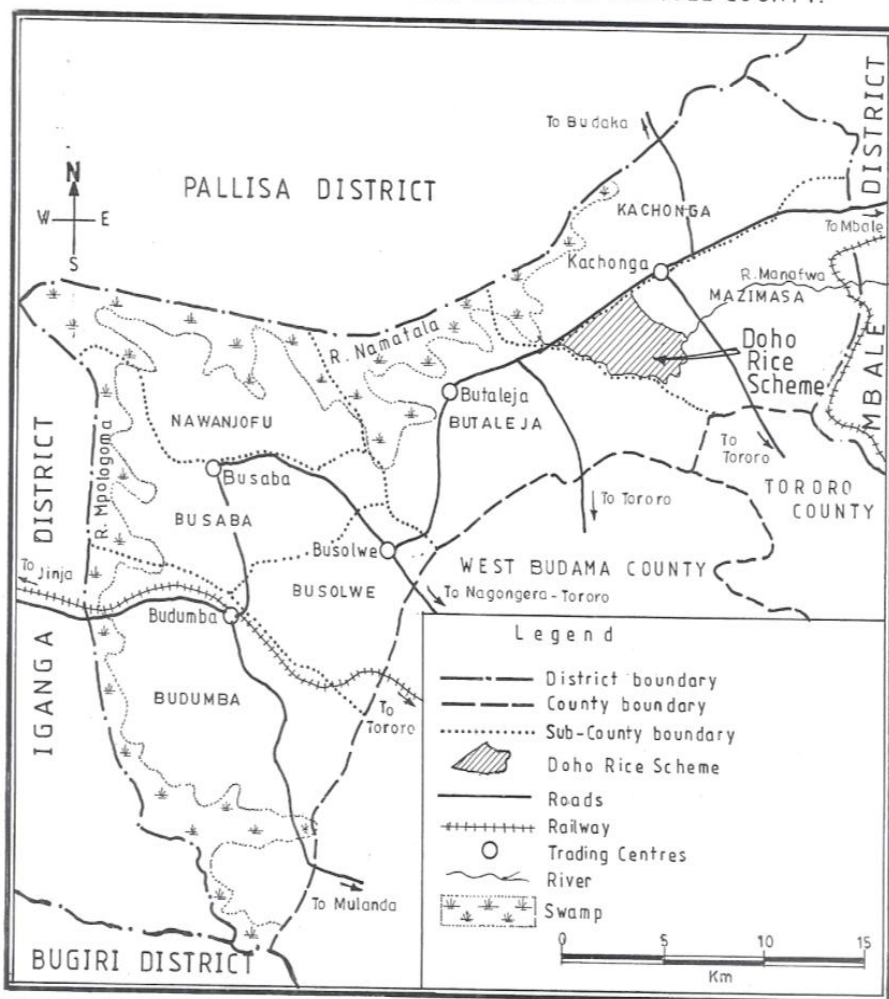 COUNTY.
PALLISA DISTRICT
N
W
E
S
To Budaka
KACHONGA
MBALE DISTRICT
To Mbale
Kachonga
R. Manafwa
MAZIMASA
Doho
Rice
Scheme
R. Namatala
Butaleja
BUTALEJA
NAWANJOFU
R. Mpologoma
Busaba
BUSABA
To
Tororo
To Tororo
TORORO
COUNTY
Busolwe
BUSOLWE
WEST BUDAMA COUNTY
To Nagongera-Tororo
To
Jinja
IGANGA DISTRICT
Budumba
BUDUMBA
To
Tororo
To Mulanda
BUGIRI DISTRICT
Legend
District boundary
County boundary
Sub-County boundary
Doho Rice Scheme
Roads
Railway
Trading Centres
River
Swamp
0 5 10 15
Km